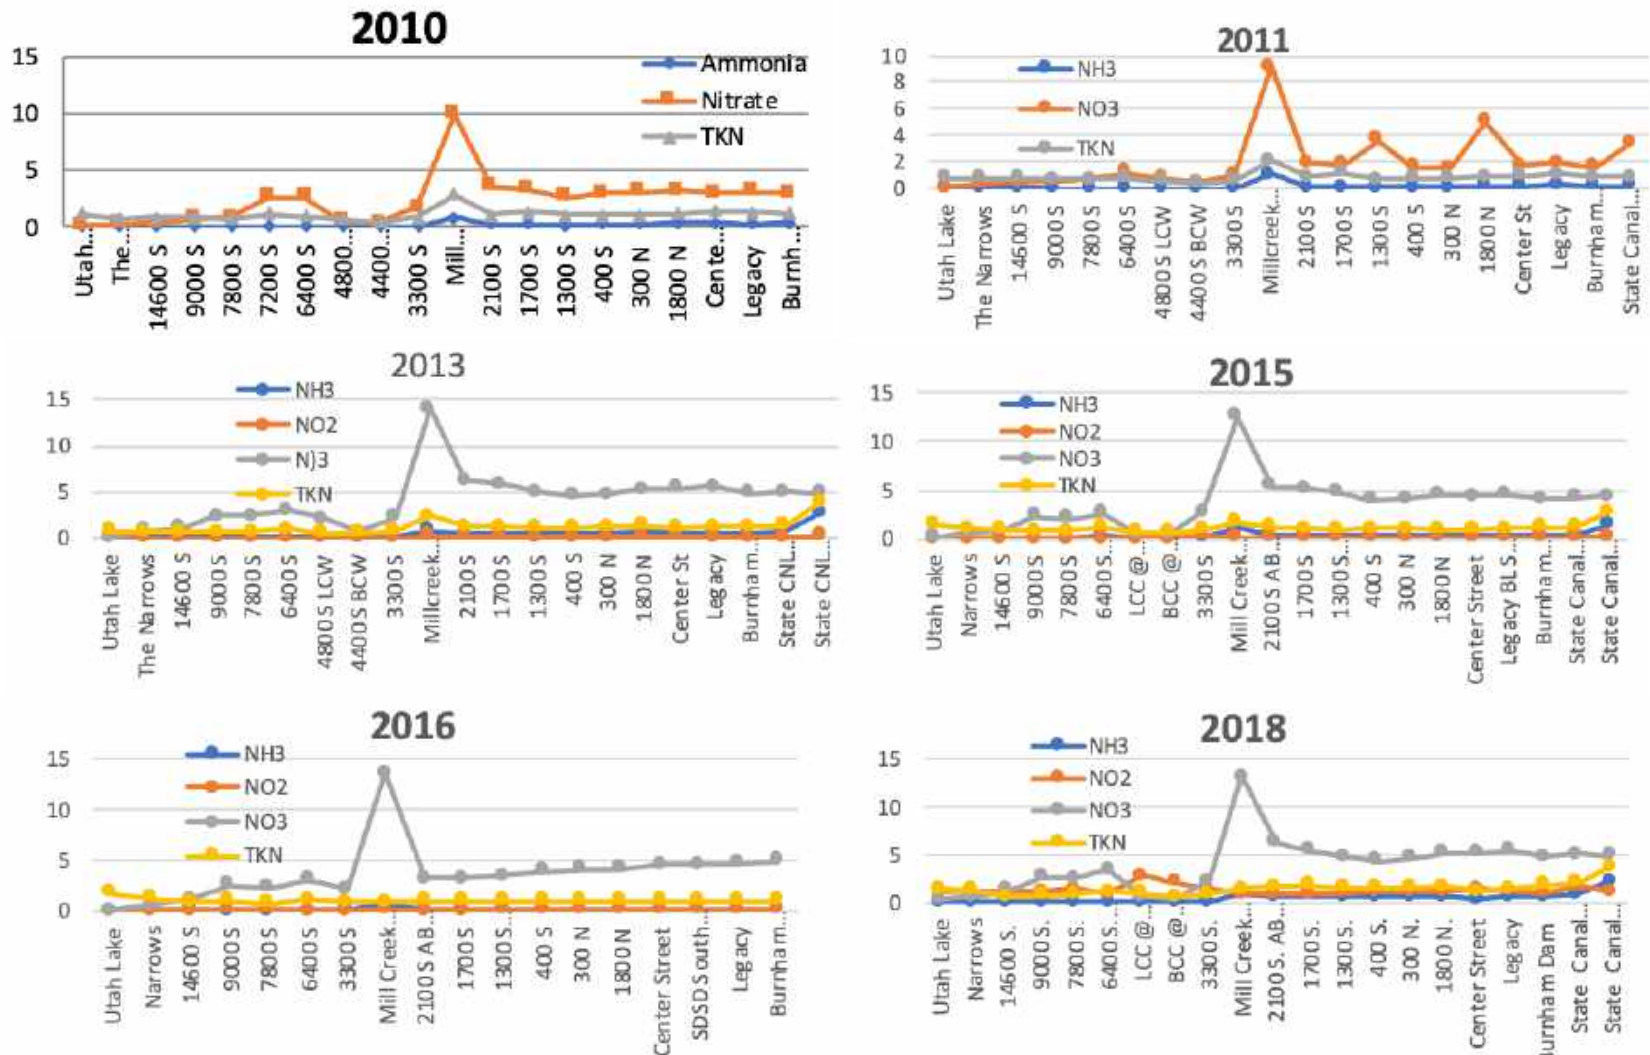 2010
15
10
5
0
Ammonia
Nitrate
TKN
Utah...
The...
14600 S
9000 S
7800 S
7200 S
6400 S
4800...
4400...
3300 S
Mill...
2100 S
1700 S
1300 S
400 S
300 N
1800 N
Cente...
Legacy
Burnh...
2011
10
8
6
4
2
0
NH3
NO3
TKN
Utah Lake
The Narrows
14600 S
9000 S
7800 S
6400 S
4800 S LCW
4400 S BCW
3300 S
Millcreek...
2100 S
1700 S
1300 S
400 S
300 N
1800 N
Center St
Legacy
Burnham...
State Canal...
2013
15
10
5
0
NH3
NO2
N)3
TKN
Utah Lake
The Narrows
14600 S
9000 S
7800 S
6400 S
4800 S LCW
4400 S BCW
3300 S
Millcreek...
2100 S
1700 S
1300 S
400 S
300 N
1800 N
Center St
Legacy
Burnham...
State CNL...
State CNL...
2015
15
10
5
0
NH3
NO2
NO3
TKN
Utah Lake
Narrows
14600 S
9000 S
7800 S
6400 S...
LCC @...
BCC @...
3300 S
Mill Creek...
2100 S AB...
1700 S
1300 S...
400 S
300 N
1800 N
Center Street
Legacy BLS...
Burnham...
State Canal...
State Canal...
2016
15
10
5
0
NH3
NO2
NO3
TKN
Utah Lake
Narrows
14600 S
9000 S
7800 S
6400 S
3300 S
Mill Creek...
2100 S AB...
1700 S
1300 S...
400 S
300 N
1800 N
Center Street
SDSD South...
Legacy
Burnham...
2018
15
10
5
0
NH3
NO2
NO3
TKN
Utah Lake
Narrows
14600 S.
9000 S.
7800 S.
6400 S...
LCC @...
BCC @...
3300 S.
Mill Creek...
2100 S. AB...
1700 S.
1300 S.
400 S.
300 N.
1800 N.
Center Street
Legacy
Burnham Dam
State Canal...
State Canal...